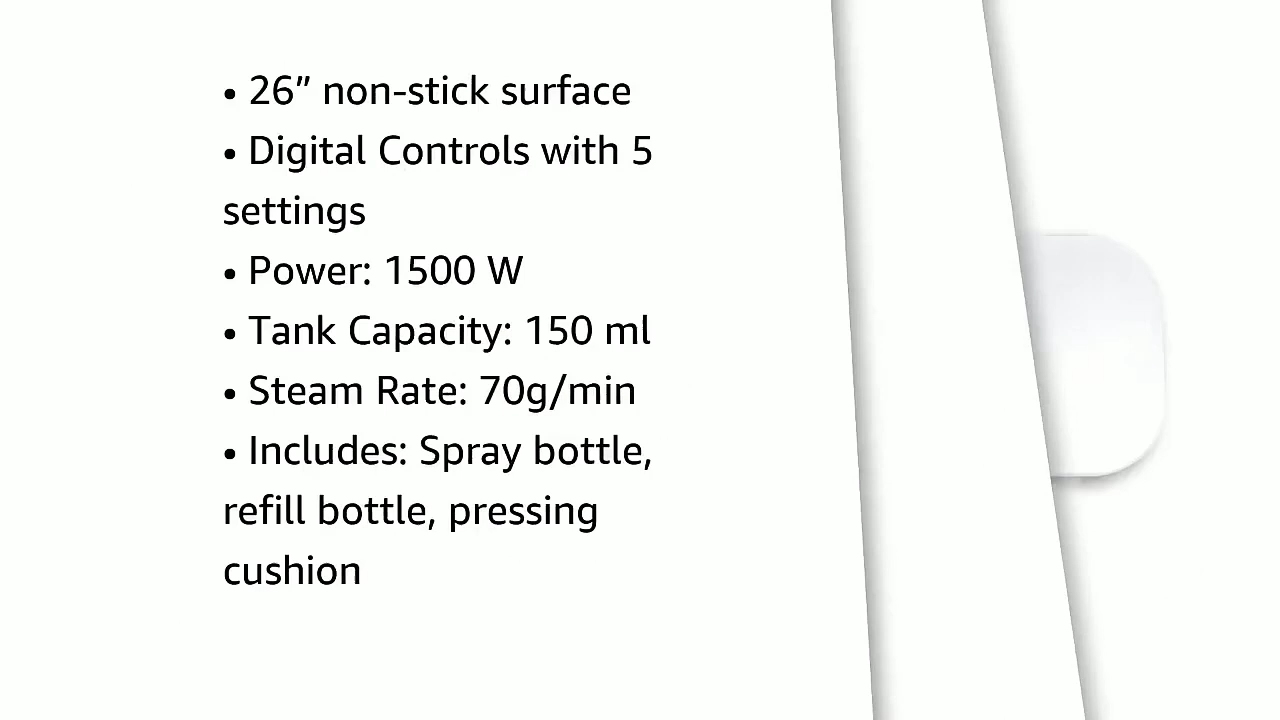 • 26” non-stick surface
• Digital Controls with 5
settings
• Power: 1500 W
• Tank Capacity: 150 ml
• Steam Rate: 70g/min
• Includes: Spray bottle,
refill bottle, pressing
cushion